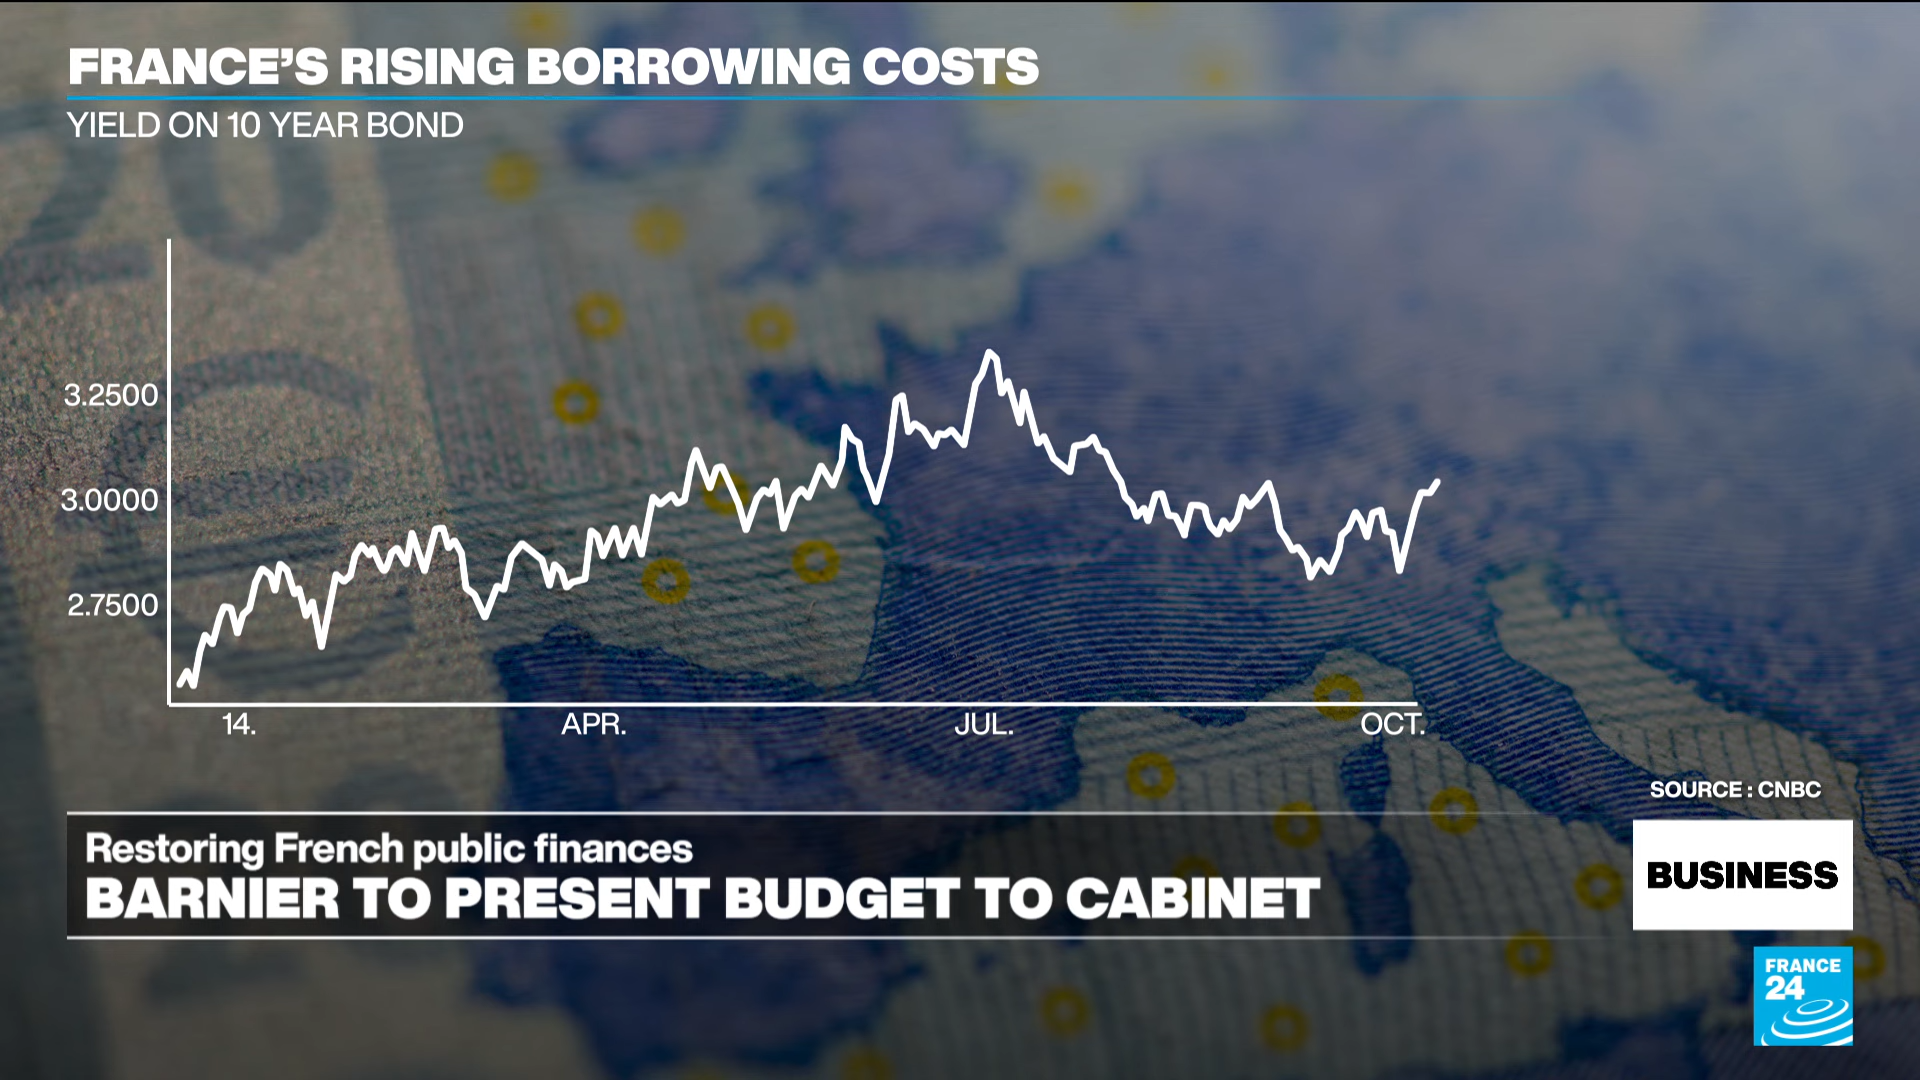 FRANCE'S RISING BORROWING COSTS
YIELD ON 10 YEAR BOND
3.2500
3.0000
2.7500
14.
APR.
JUL.
OCT.
SOURCE : CNBC
Restoring French public finances
BARNIER TO PRESENT BUDGET TO CABINET
BUSINESS
FRANCE
24